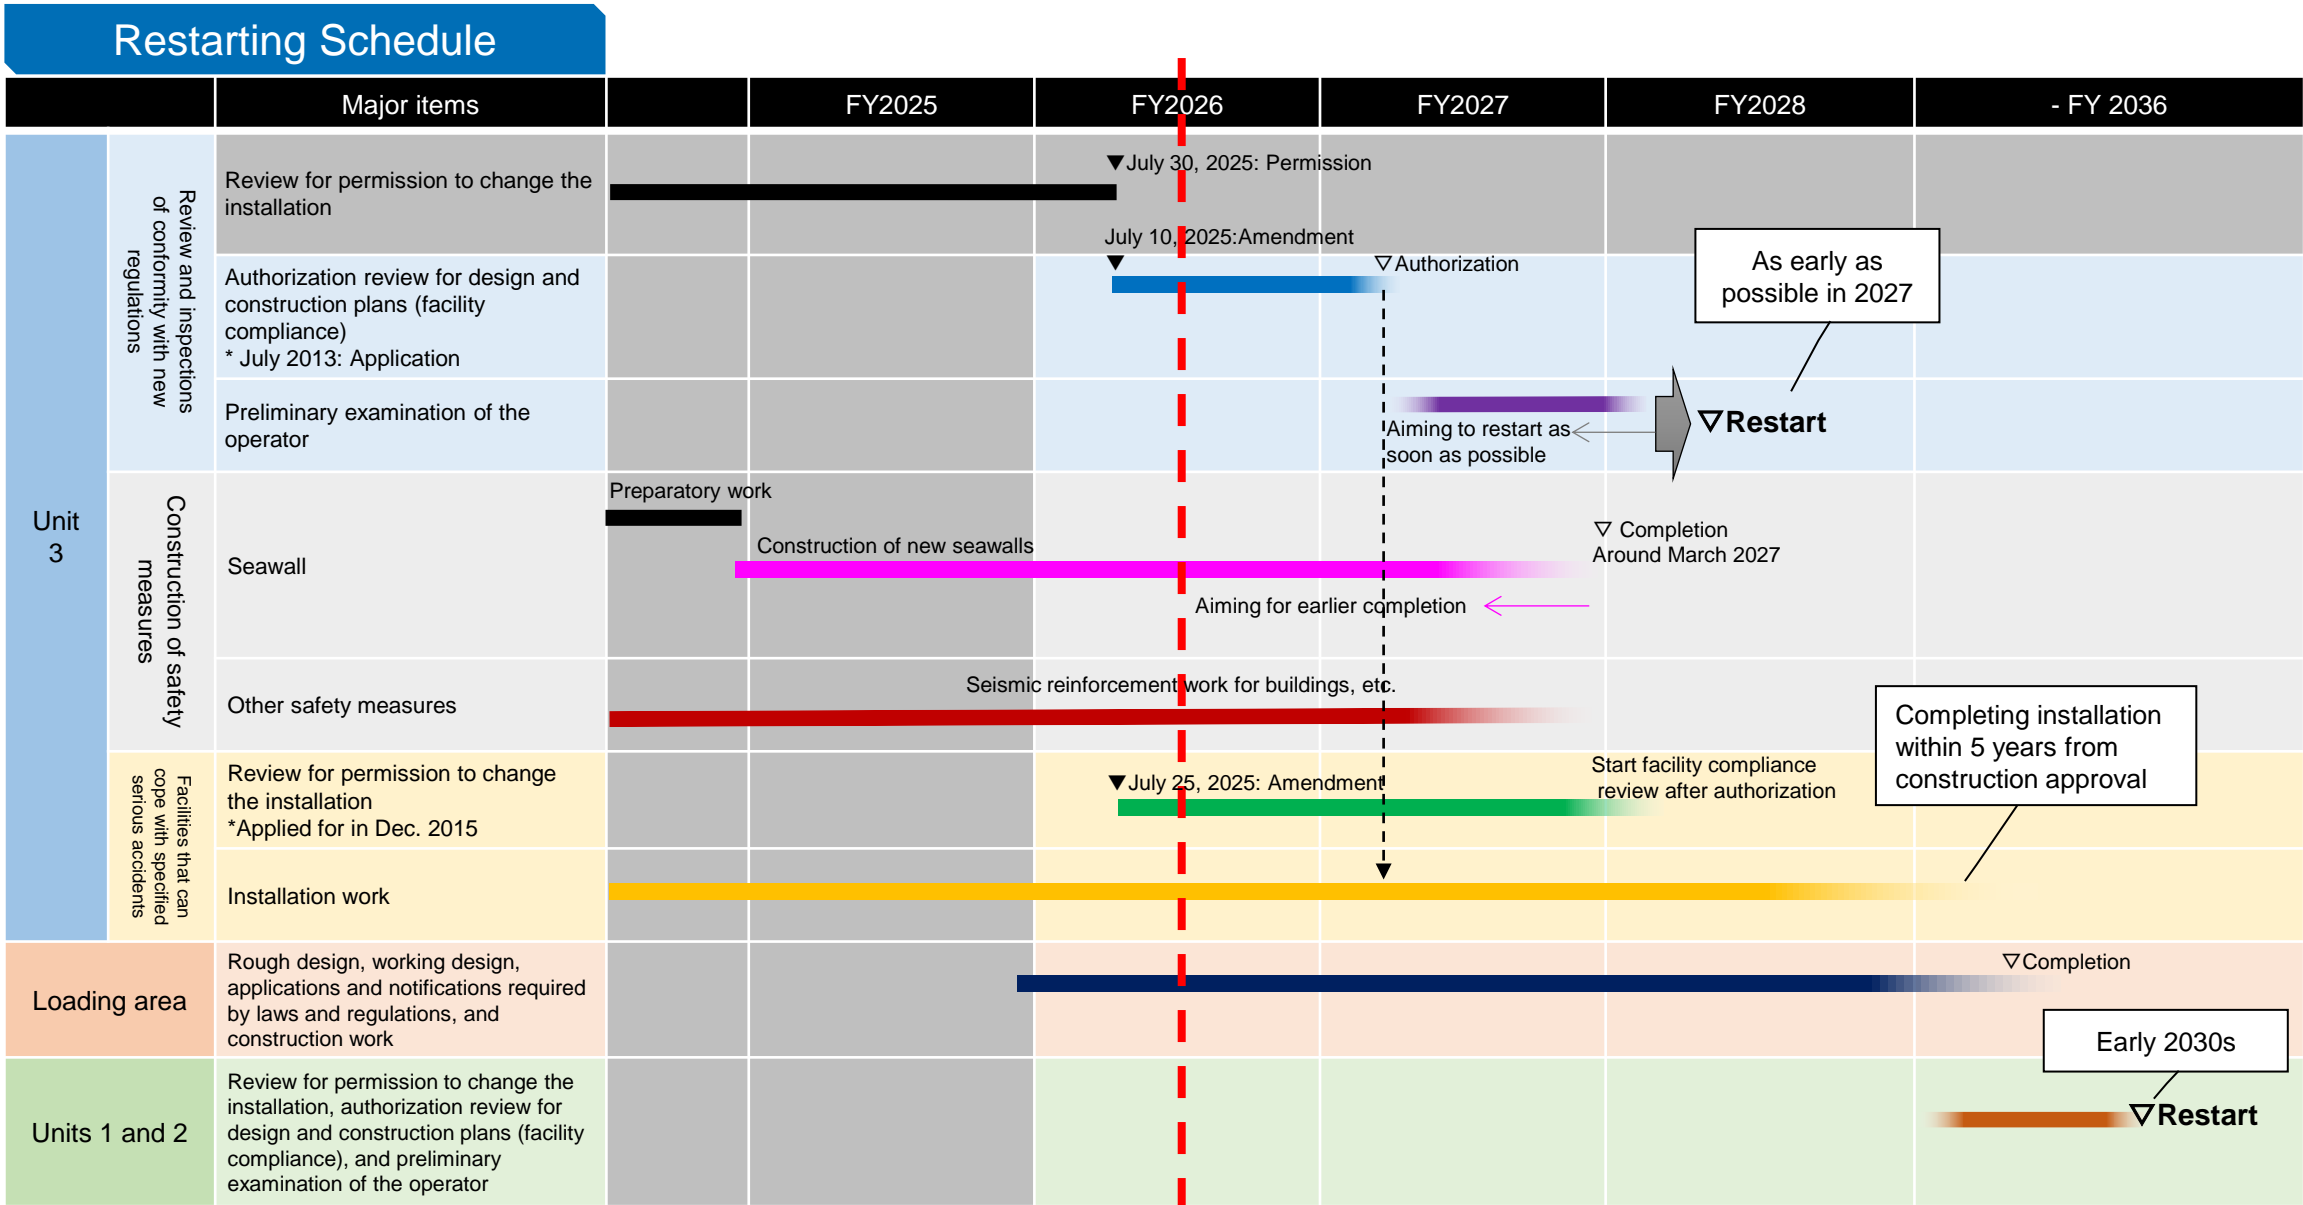 Restarting Schedule
Major items
FY2025
FY2026
FY2027
FY2028
- FY 2036
Unit
3
Review and inspections
of conformity with new
regulations
Review for permission to change the
installation
▼July 30, 2025: Permission
July 10, 2025:Amendment
▼
Authorization review for design and
construction plans (facility
compliance)
* July 2013: Application
▽Authorization
As early as
possible in 2027
Preliminary examination of the
operator
Aiming to restart as
soon as possible
▽Restart
Construction of safety
measures
Seawall
Preparatory work
Construction of new seawalls
▽ Completion
Around March 2027
Aiming for earlier completion
Other safety measures
Seismic reinforcement work for buildings, etc.
Facilities that can
cope with specified
serious accidents
Review for permission to change
the installation
*Applied for in Dec. 2015
▼July 25, 2025: Amendment
Start facility compliance
review after authorization
Completing installation
within 5 years from
construction approval
Installation work
Loading area
Rough design, working design,
applications and notifications required
by laws and regulations, and
construction work
▽Completion
Units 1 and 2
Review for permission to change the
installation, authorization review for
design and construction plans (facility
compliance), and preliminary
examination of the operator
Early 2030s
▽Restart